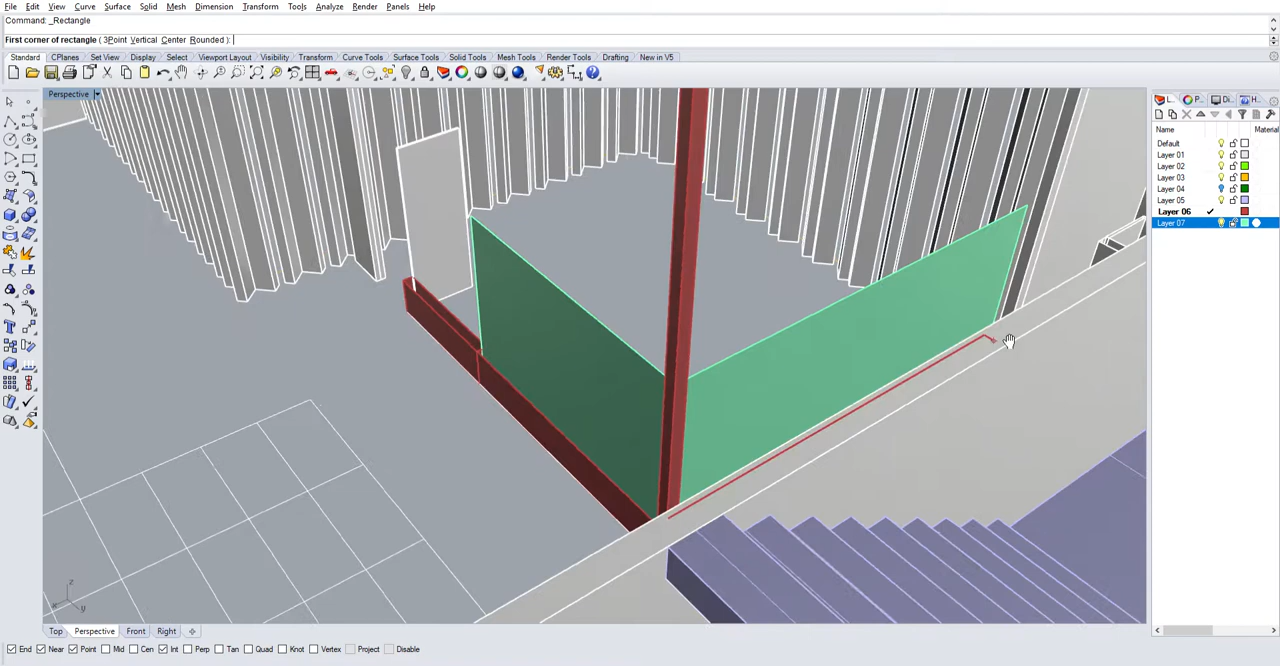 File Edit View Curve Surface Solid Mesh Dimension Transform Tools Analyze Render Panels Help
Command: _Rectangle
First corner of rectangle ( 3Point Vertical Center Rounded ):
Standard CPlanes Set View Display Select Viewport Layout Visibility Transform Curve Tools Surface Tools Solid Tools Mesh Tools Render Tools Drafting New in V5
Perspective
L... P... Di... H...
Name Material
Default
Layer 01
Layer 02
Layer 03
Layer 04
Layer 05
Layer 06
Layer 07
z
x y
Top Perspective Front Right
End Near Point Mid Cen Int Perp Tan Quad Knot Vertex Project Disable